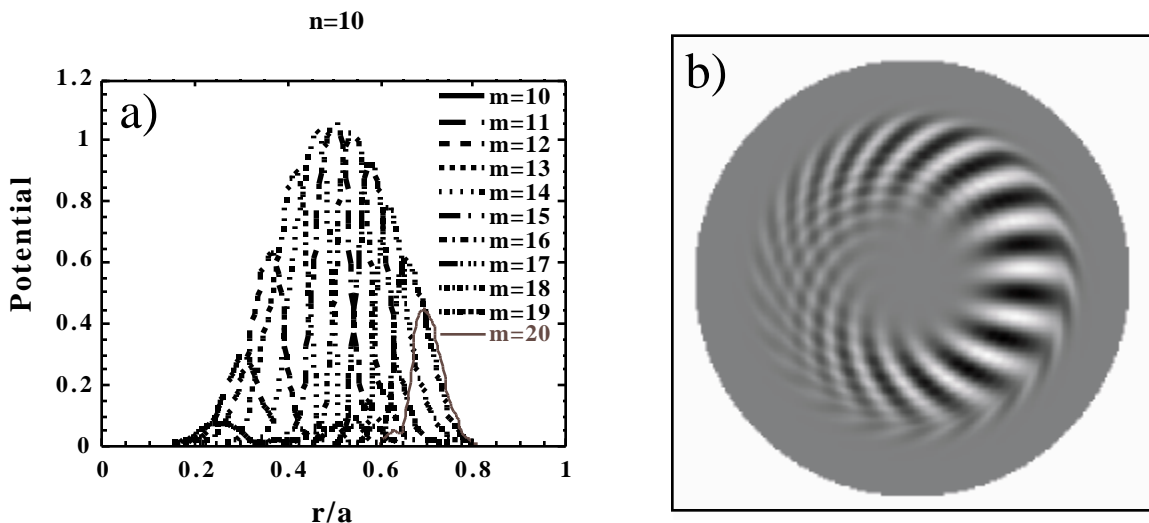 n=10
a)
Potential
1.2
1
0.8
0.6
0.4
0.2
0
0
0.2
0.4
0.6
0.8
1
r/a
m=10
m=11
m=12
m=13
m=14
m=15
m=16
m=17
m=18
m=19
m=20
b)